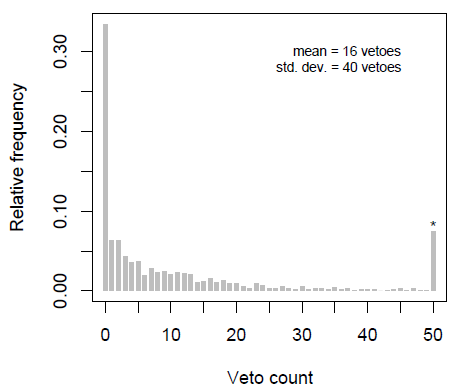 mean = 16 vetoes
std. dev. = 40 vetoes
*
Relative frequency
0.30
0.20
0.10
0.00
0 10 20 30 40 50
Veto count